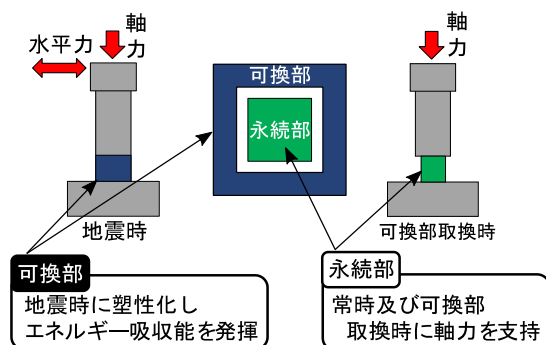 軸
力
水平力
地震時
可換部
永続部
軸
力
可換部取換時
可換部
地震時に塑性化し
エネルギー吸収能を発揮
永続部
常時及び可換部
取換時に軸力を支持